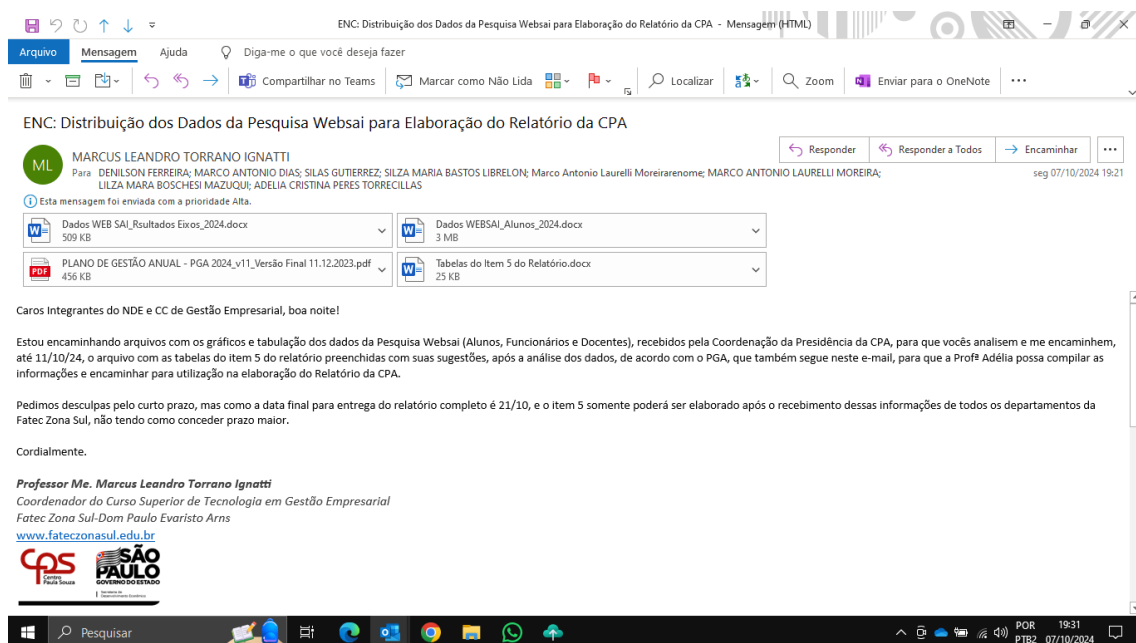 ENC: Distribuição dos Dados da Pesquisa Websai para Elaboração do Relatório da CPA - Mensagem (HTML)
Arquivo Mensagem Ajuda Diga-me o que você deseja fazer
Compartilhar no Teams Marcar como Não Lida Localizar Zoom Enviar para o OneNote
ENC: Distribuição dos Dados da Pesquisa Websai para Elaboração do Relatório da CPA
ML
MARCUS LEANDRO TORRANO IGNATTI
Responder Responder a Todos Encaminhar
Para DENILSON FERREIRA; MARCO ANTONIO DIAS; SILAS GUTIERREZ; SILZA MARIA BASTOS LIBRELON; Marco Antonio Laurelli Moreirarenome; MARCO ANTONIO LAURELLI MOREIRA;
LILZA MARA BOSCHESI MAZUQUI; ADELIA CRISTINA PERES TORRECILLAS
seg 07/10/2024 19:21
Esta mensagem foi enviada com a prioridade Alta.
Dados WEB SAI_Rsultados Eixos_2024.docx
509 KB
Dados WEBSAI_Alunos_2024.docx
3 MB
PDF
PLANO DE GESTÃO ANUAL - PGA 2024_v11_Versão Final 11.12.2023.pdf
456 KB
Tabelas do Item 5 do Relatório.docx
25 KB
Caros Integrantes do NDE e CC de Gestão Empresarial, boa noite!
Estou encaminhando arquivos com os gráficos e tabulação dos dados da Pesquisa Websai (Alunos, Funcionários e Docentes), recebidos pela Coordenação da Presidência da CPA, para que vocês analisem e me encaminhem,
até 11/10/24, o arquivo com as tabelas do item 5 do relatório preenchidas com suas sugestões, após a análise dos dados, de acordo com o PGA, que também segue neste e-mail, para que a Profª Adélia possa compilar as
informações e encaminhar para utilização na elaboração do Relatório da CPA.
Pedimos desculpas pelo curto prazo, mas como a data final para entrega do relatório completo é 21/10, e o item 5 somente poderá ser elaborado após o recebimento dessas informações de todos os departamentos da
Fatec Zona Sul, não tendo como conceder prazo maior.
Cordialmente.
Professor Me. Marcus Leandro Torrano Ignatti
Coordenador do Curso Superior de Tecnologia em Gestão Empresarial
Fatec Zona Sul-Dom Paulo Evaristo Arns
www.fateczonasul.edu.br
CPS
Centro
Paula Souza
SÃO
PAULO
GOVERNO DO ESTADO
Pesquisar
POR
PTB2
19:31
07/10/2024